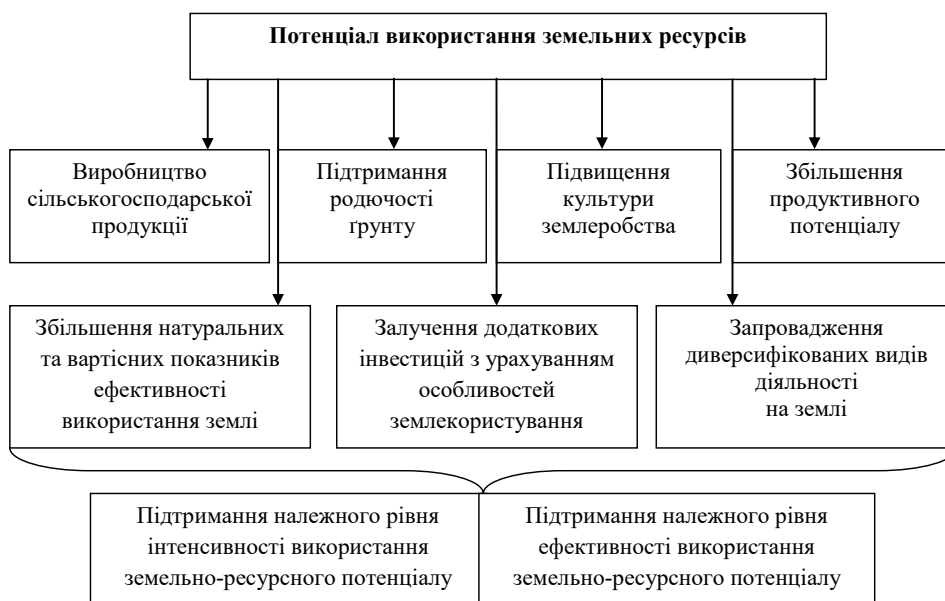 Потенціал використання земельних ресурсів
Виробництво
сільськогосподарської
продукції
Підтримання
родючості
ґрунту
Підвищення
культури
землеробства
Збільшення
продуктивного
потенціалу
Збільшення натуральних
та вартісних показників
ефективності
використання землі
Залучення додаткових
інвестицій з урахуванням
особливостей
землекористування
Запровадження
диверсифікованих видів
діяльності
на землі
Підтримання належного рівня
інтенсивності використання
земельно-ресурсного потенціалу
Підтримання належного рівня
ефективності використання
земельно-ресурсного потенціалу